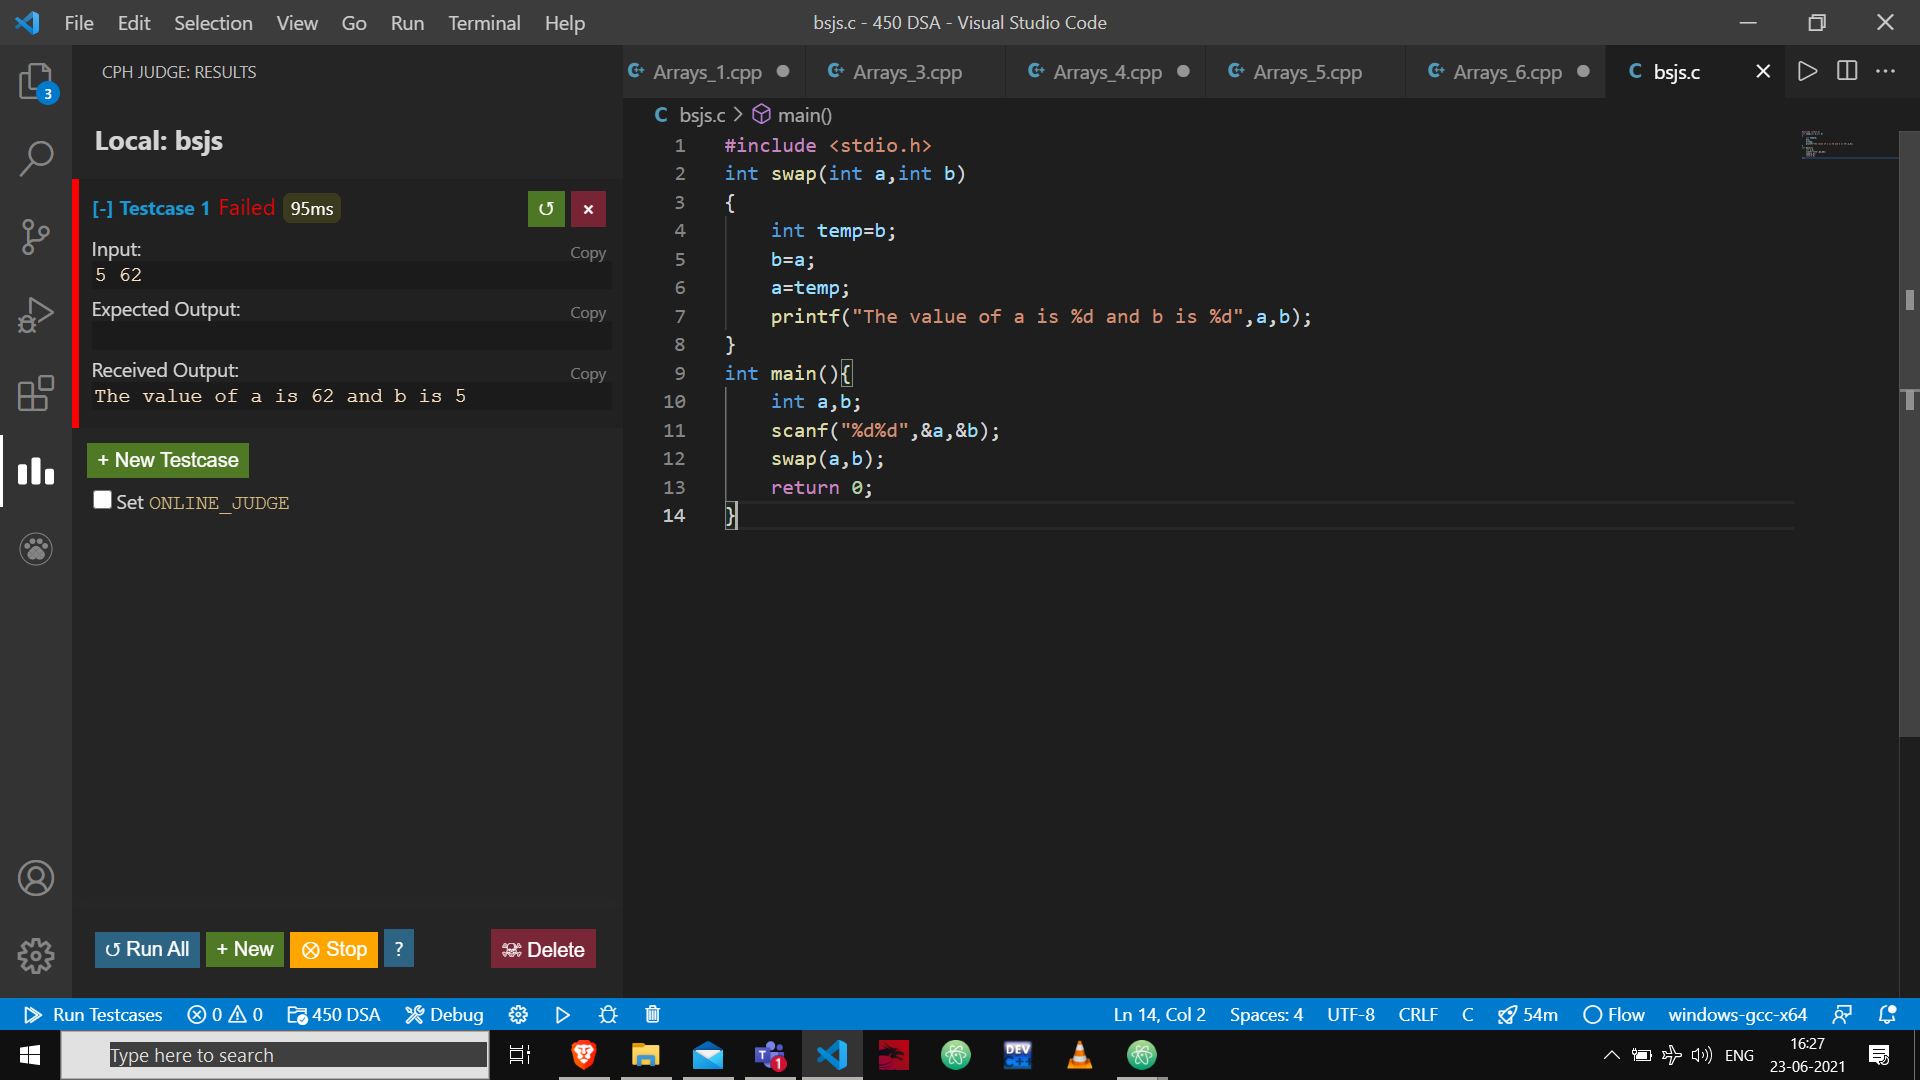 File Edit Selection View Go Run Terminal Help
bsjs.c - 450 DSA - Visual Studio Code
3
CPH JUDGE: RESULTS
Local: bsjs
[-] Testcase 1 Failed 95ms
Input:
Copy
5 62
Expected Output:
Copy
Received Output:
Copy
The value of a is 62 and b is 5
+ New Testcase
Set ONLINE_JUDGE
Run All
+ New
Stop
?
Delete
Arrays_1.cpp
Arrays_3.cpp
Arrays_4.cpp
Arrays_5.cpp
Arrays_6.cpp
C bsjs.c
C bsjs.c > main()
1 #include <stdio.h>
2 int swap(int a,int b)
3 {
4 int temp=b;
5 b=a;
6 a=temp;
7 printf("The value of a is %d and b is %d",a,b);
8 }
9 int main(){
10 int a,b;
11 scanf("%d%d",&a,&b);
12 swap(a,b);
13 return 0;
14 }
Run Testcases 0 0 450 DSA Debug
Ln 14, Col 2 Spaces: 4 UTF-8 CRLF C 54m Flow windows-gcc-x64
Type here to search
T 1
DEV C++
ENG
16:27
23-06-2021